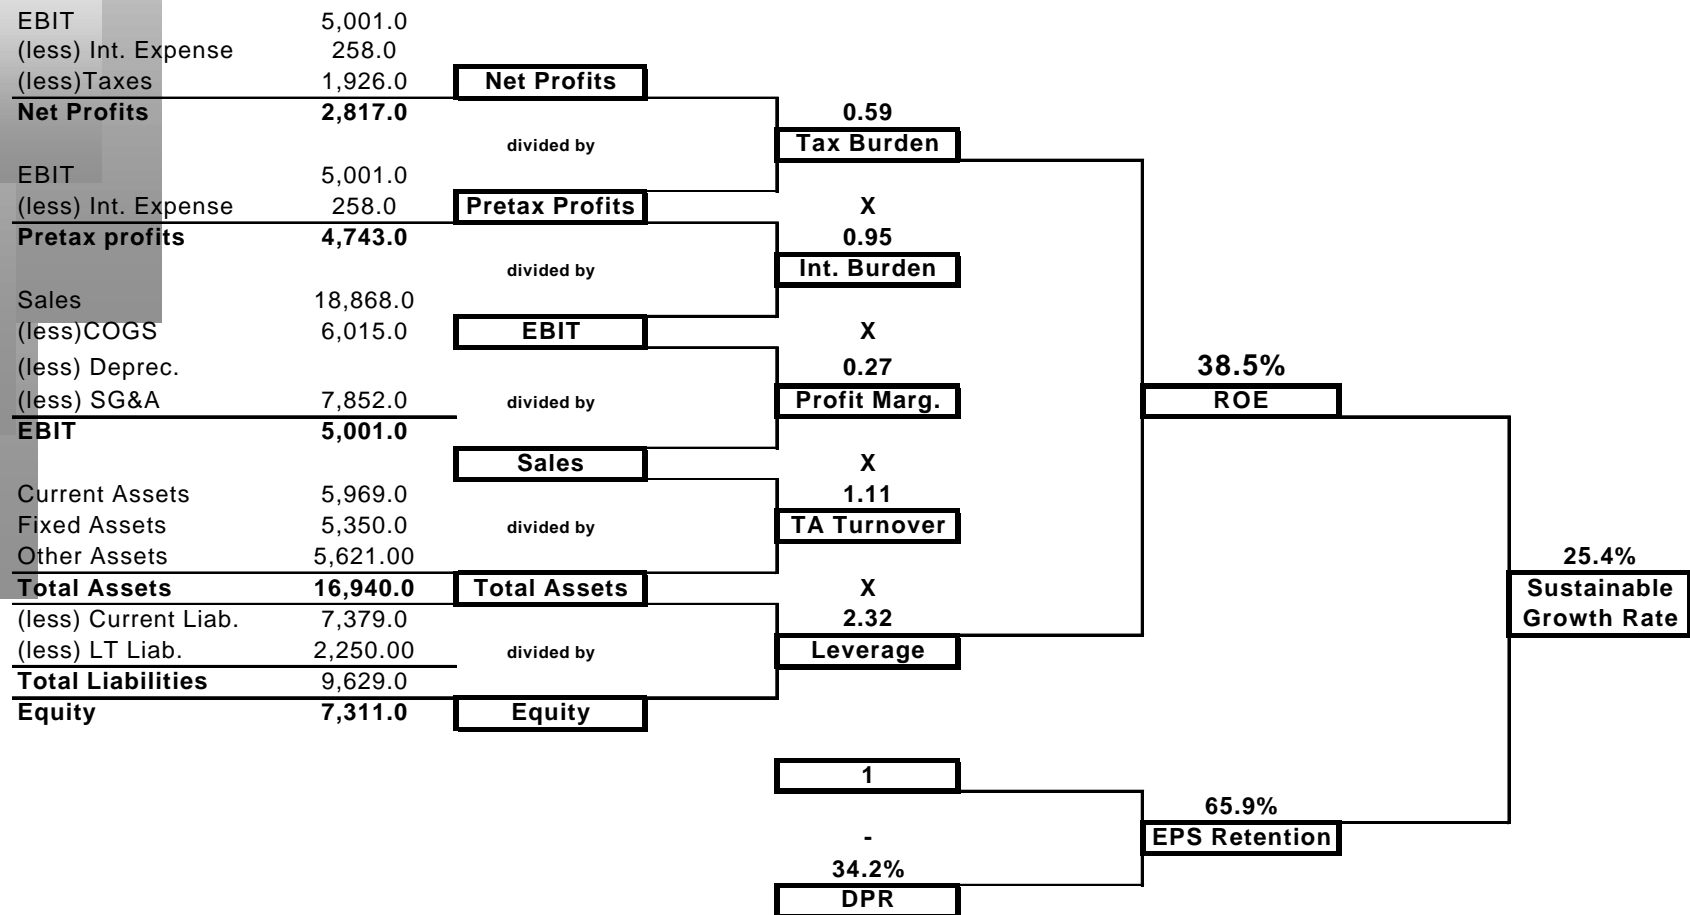 EBIT 5,001.0
(less) Int. Expense 258.0
(less)Taxes 1,926.0 Net Profits
Net Profits 2,817.0 0.59
divided by Tax Burden
EBIT 5,001.0
(less) Int. Expense 258.0 Pretax Profits X
Pretax profits 4,743.0 0.95
divided by Int. Burden
Sales 18,868.0
(less)COGS 6,015.0 EBIT X
(less) Deprec. 0.27 38.5%
(less) SG&A 7,852.0 divided by Profit Marg. ROE
EBIT 5,001.0
Sales X
Current Assets 5,969.0 1.11
Fixed Assets 5,350.0 divided by TA Turnover
Other Assets 5,621.00 25.4%
Total Assets 16,940.0 Total Assets X Sustainable
(less) Current Liab. 7,379.0 2.32 Growth Rate
(less) LT Liab. 2,250.00 divided by Leverage
Total Liabilities 9,629.0
Equity 7,311.0 Equity
1
65.9%
- EPS Retention
34.2%
DPR